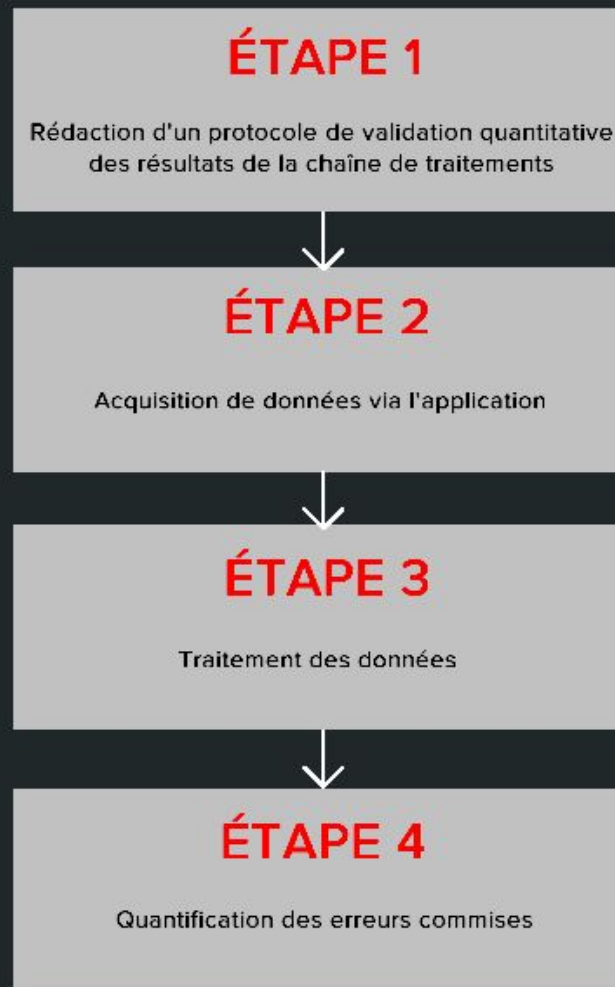 ÉTAPE 1
Rédaction d'un protocole de validation quantitative
des résultats de la chaîne de traitements
ÉTAPE 2
Acquisition de données via l'application
ÉTAPE 3
Traitement des données
ÉTAPE 4
Quantification des erreurs commises